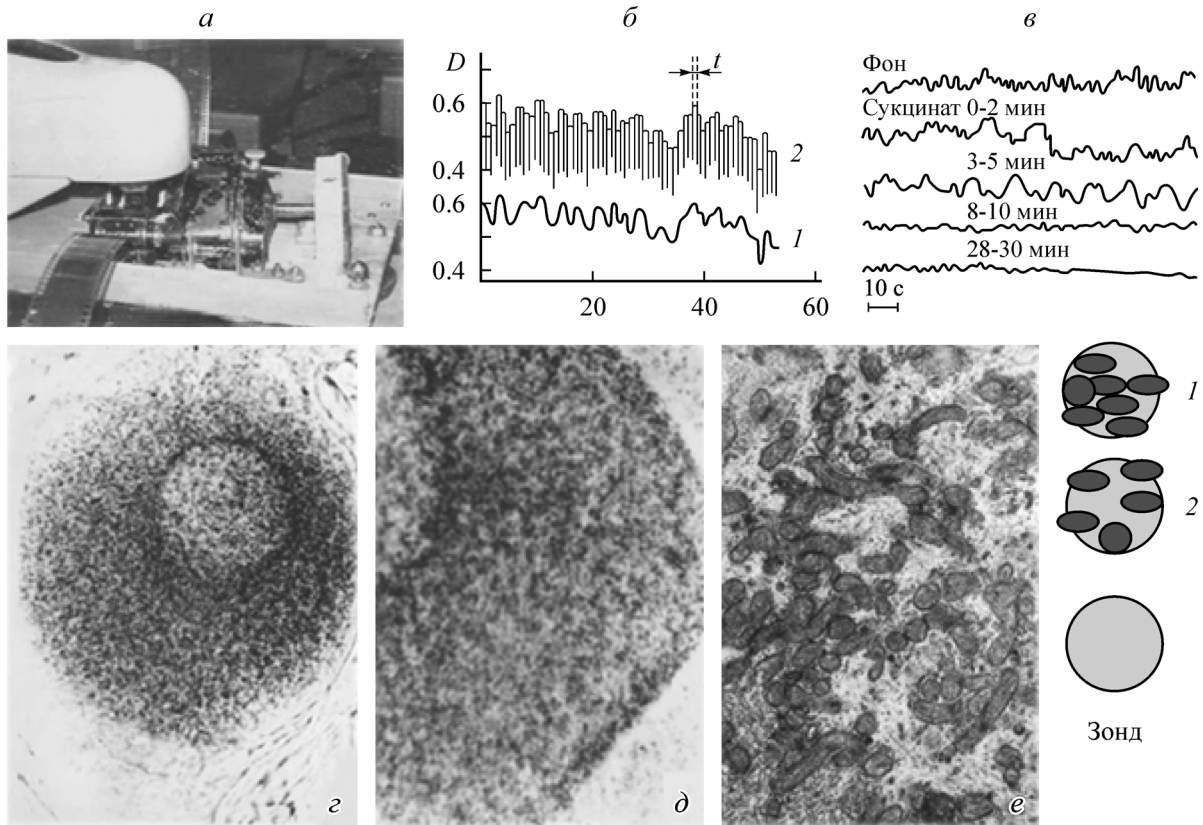 а
б
в
D
t
0.6
0.4
2
0.6
0.4
1
20
40
60
Фон
Сукцинат 0-2 мин
3-5 мин
8-10 мин
28-30 мин
10 с
1
2
Зонд
г
д
е